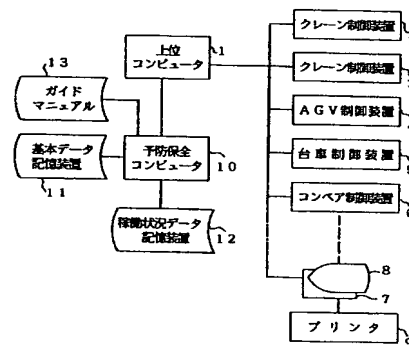 13
ガイド
マニュアル
基本データ
記憶装置
11
上位
コンピュータ
1
予防保全
コンピュータ
10
稼働状況データ
記憶装置
12
クレーン制御装置
クレーン制御装置
AGV制御装置
台車制御装置
コンベア制御装置
8
7
プリンタ